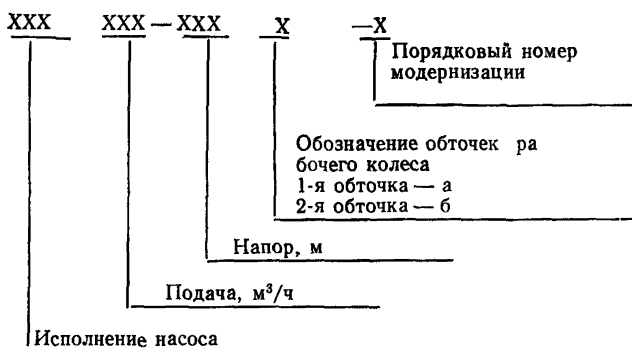 XXX XXX — XXX X —X
Порядковый номер
модернизации
Обозначение обточек ра
бочего колеса
1-я обточка — а
2-я обточка — б
Напор, м
Подача, м³/ч
Исполнение насоса